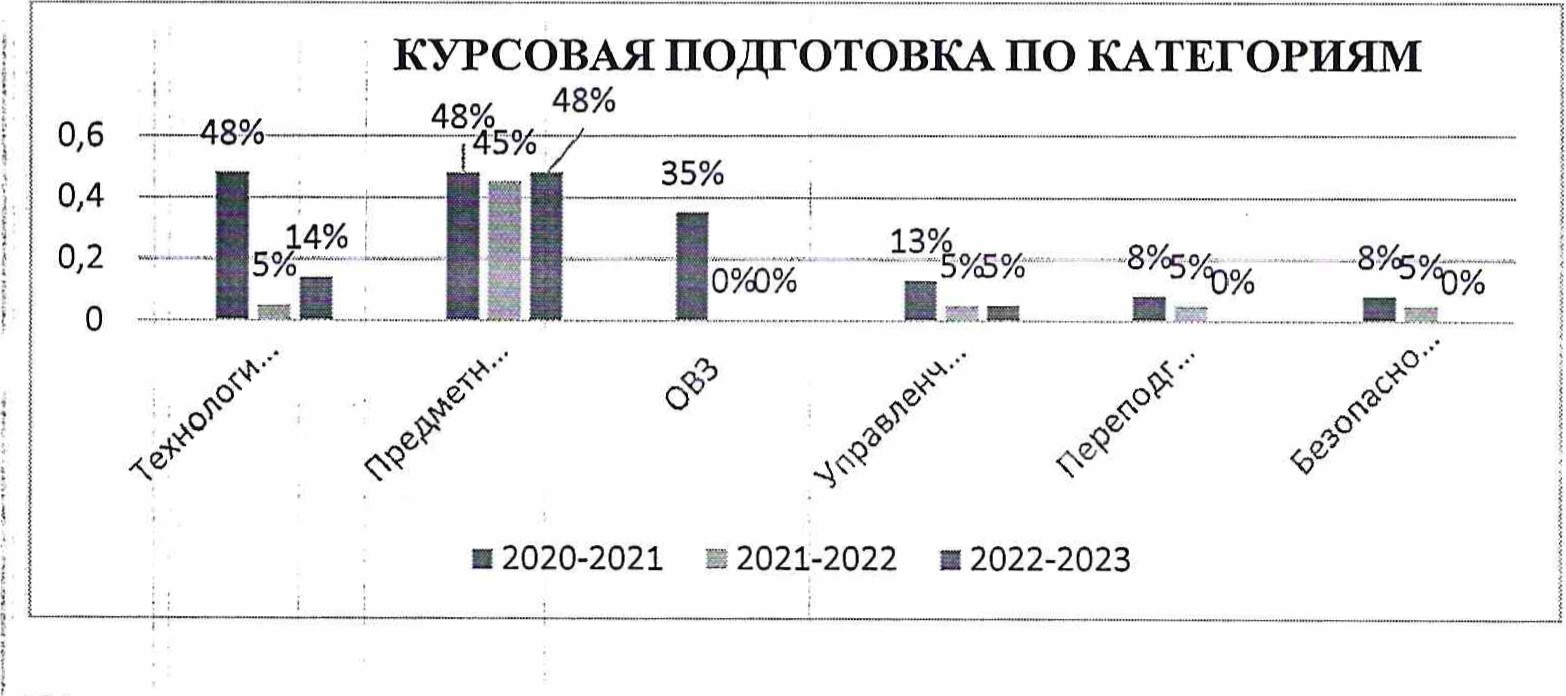 КУРСОВАЯ ПОДГОТОВКА ПО КАТЕГОРИЯМ
0,6
0,4
0,2
0
48% 5% 14%
48% 45% 48%
35% 0% 0%
13% 5% 5%
8% 5% 0%
8% 5% 0%
Технологи...
Предметн...
ОВЗ
Управленч...
Переподг...
Безопасно...
2020-2021 2021-2022 2022-2023